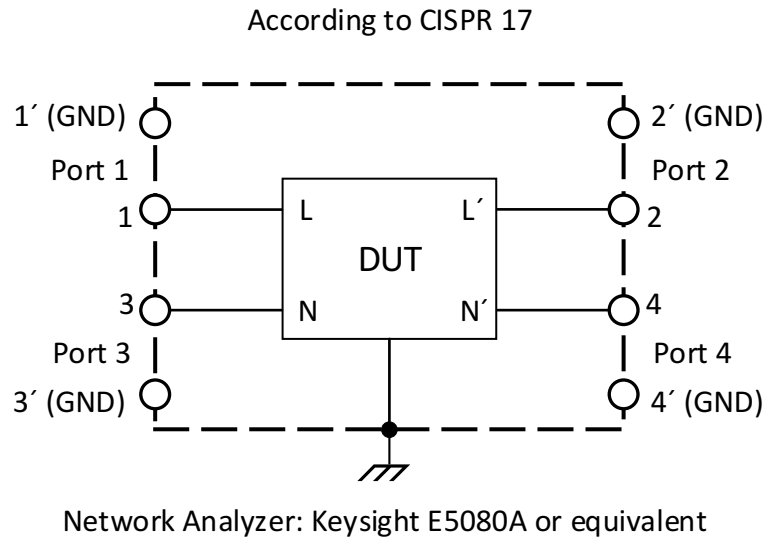 According to CISPR 17
1´ (GND)
2´ (GND)
Port 1
Port 2
1
L
L´
2
DUT
3
N
N´
4
Port 3
Port 4
3´ (GND)
4´ (GND)
Network Analyzer: Keysight E5080A or equivalent